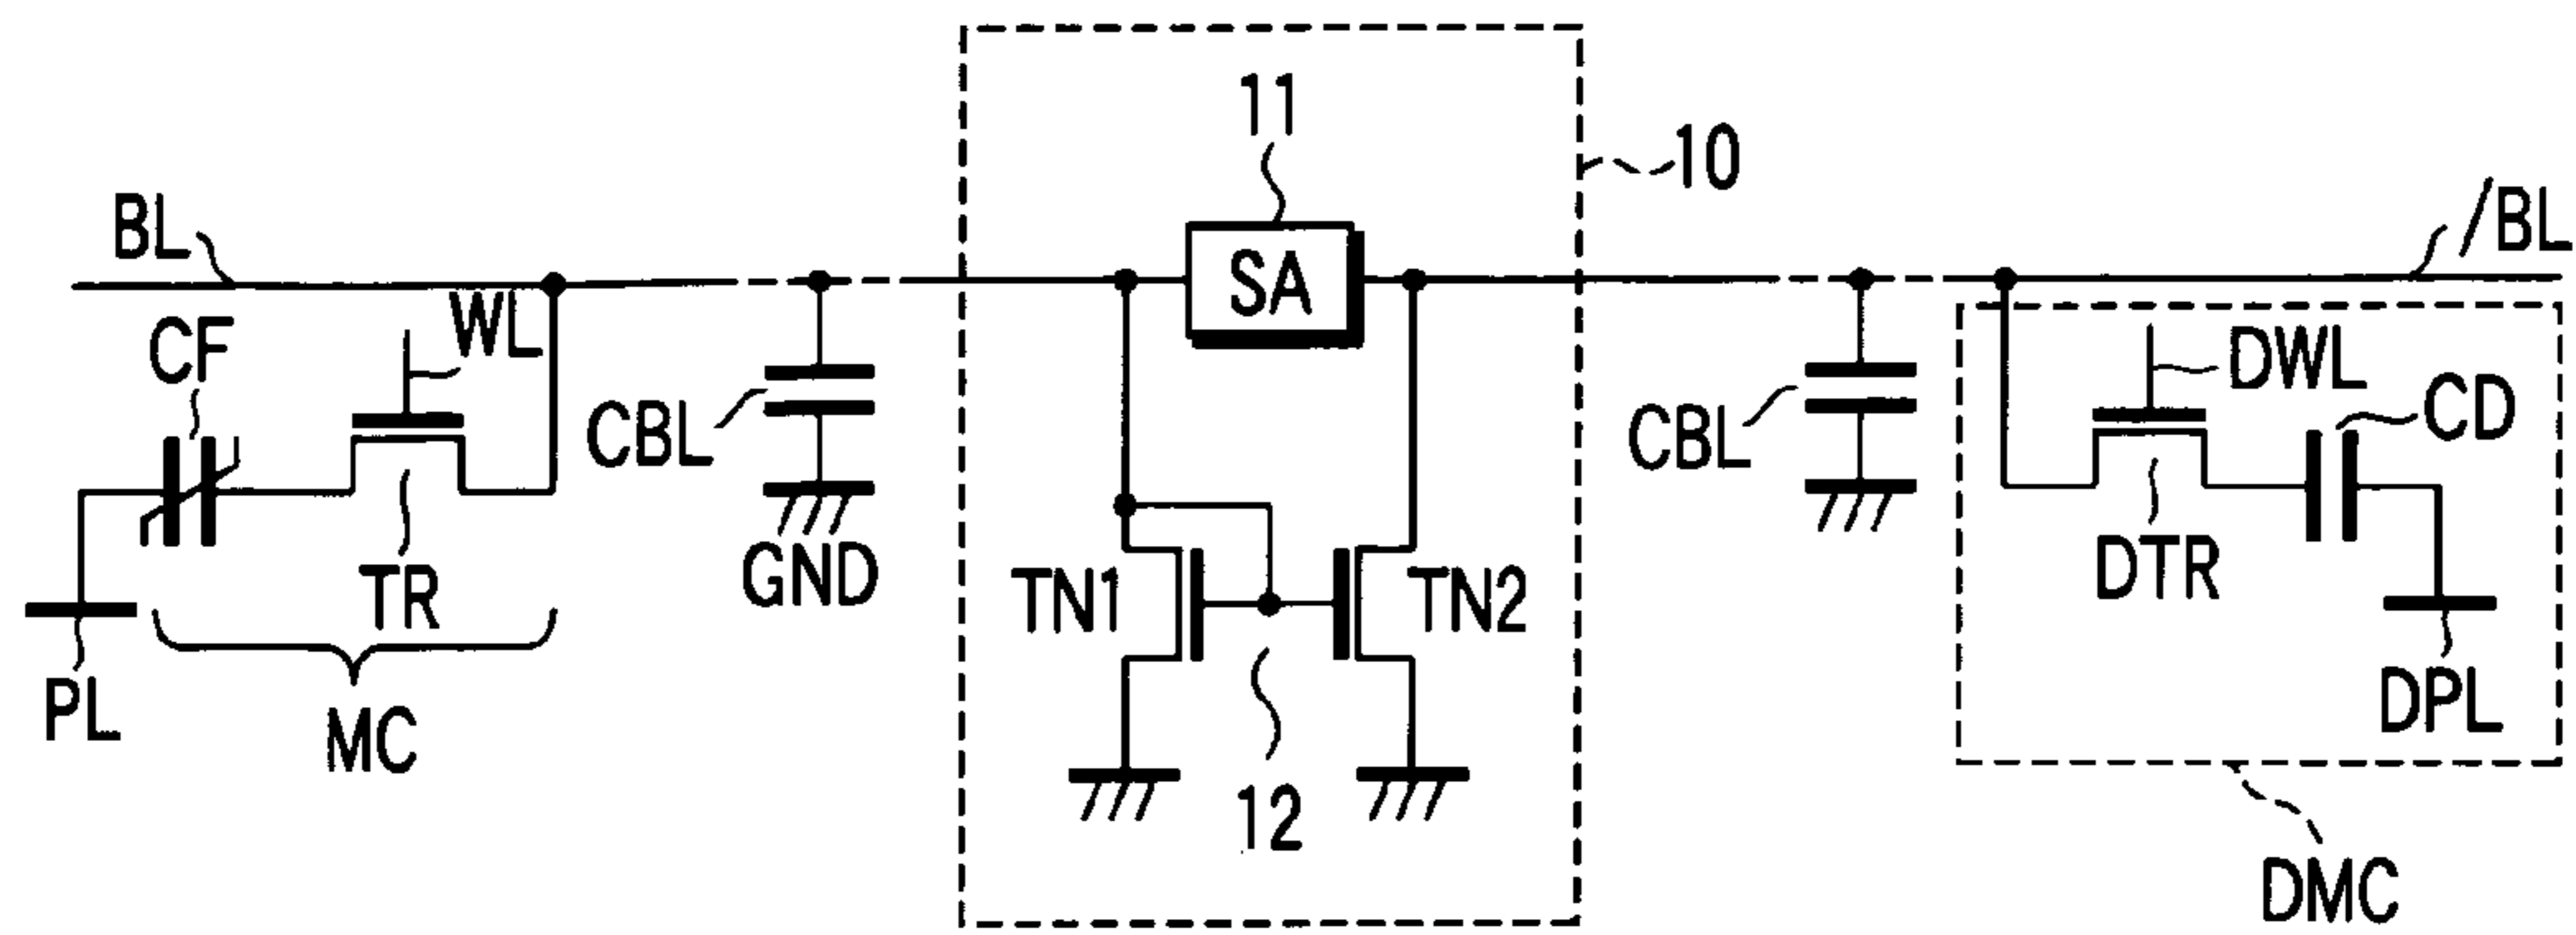 11
10
BL
/BL
SA
WL
CF
DWL
CD
CBL
CBL
TR
GND
TN1
TN2
DTR
PL
MC
DPL
12
DMC